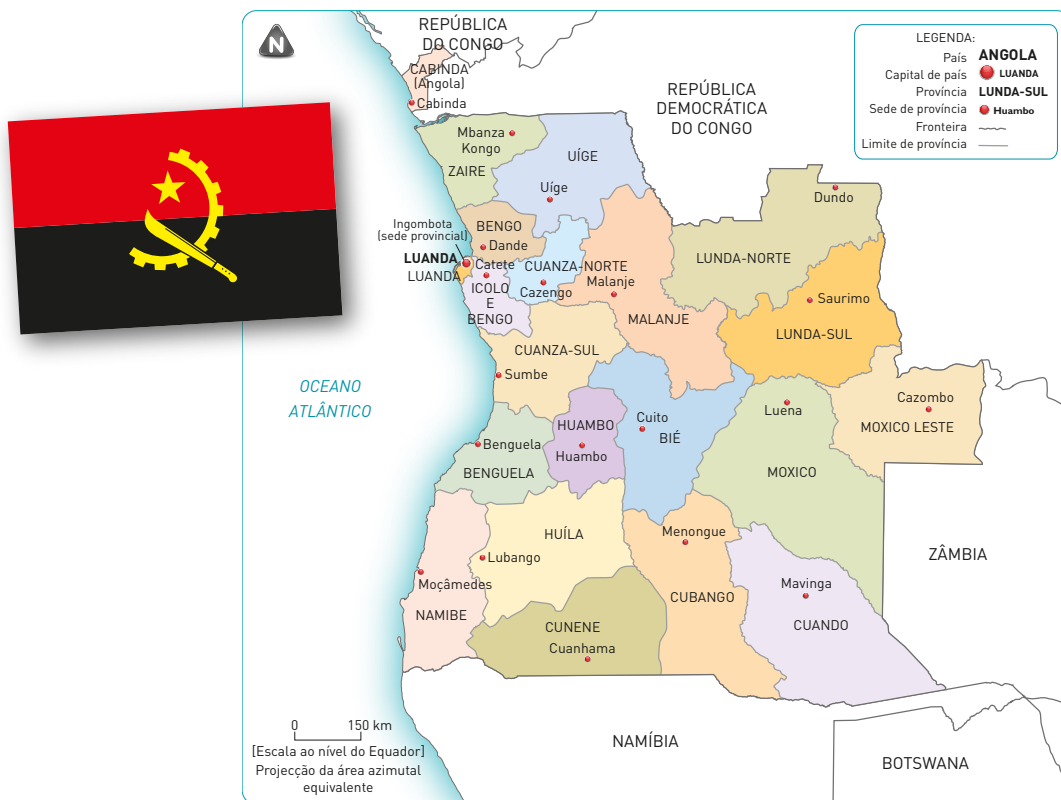 N
REPÚBLICA
DO CONGO
CABINDA
(Angola)
Cabinda
REPÚBLICA
DEMOCRÁTICA
DO CONGO
LEGENDA:
País ANGOLA
Capital de país LUANDA
Província LUNDA-SUL
Sede de província Huambo
Fronteira
Limite de província
Mbanza
Kongo
ZAIRE
UÍGE
Uíge
Dundo
Ingombota
(sede provincial)
BENGO
Dande
LUANDA
LUANDA
Catete
ICOLO
E
BENGO
CUANZA-NORTE
Cazengo
Malanje
MALANJE
LUNDA-NORTE
Saurimo
LUNDA-SUL
CUANZA-SUL
Sumbe
OCEANO
ATLÂNTICO
Cazombo
MOXICO LESTE
Luena
MOXICO
HUAMBO
Huambo
Cuito
BIÉ
Benguela
BENGUELA
HUÍLA
Lubango
Menongue
CUBANGO
ZÂMBIA
Moçâmedes
NAMIBE
Mavinga
CUANDO
CUNENE
Cuanhama
0 150 km
[Escala ao nível do Equador]
Projecção da área azimutal
equivalente
NAMÍBIA
BOTSWANA